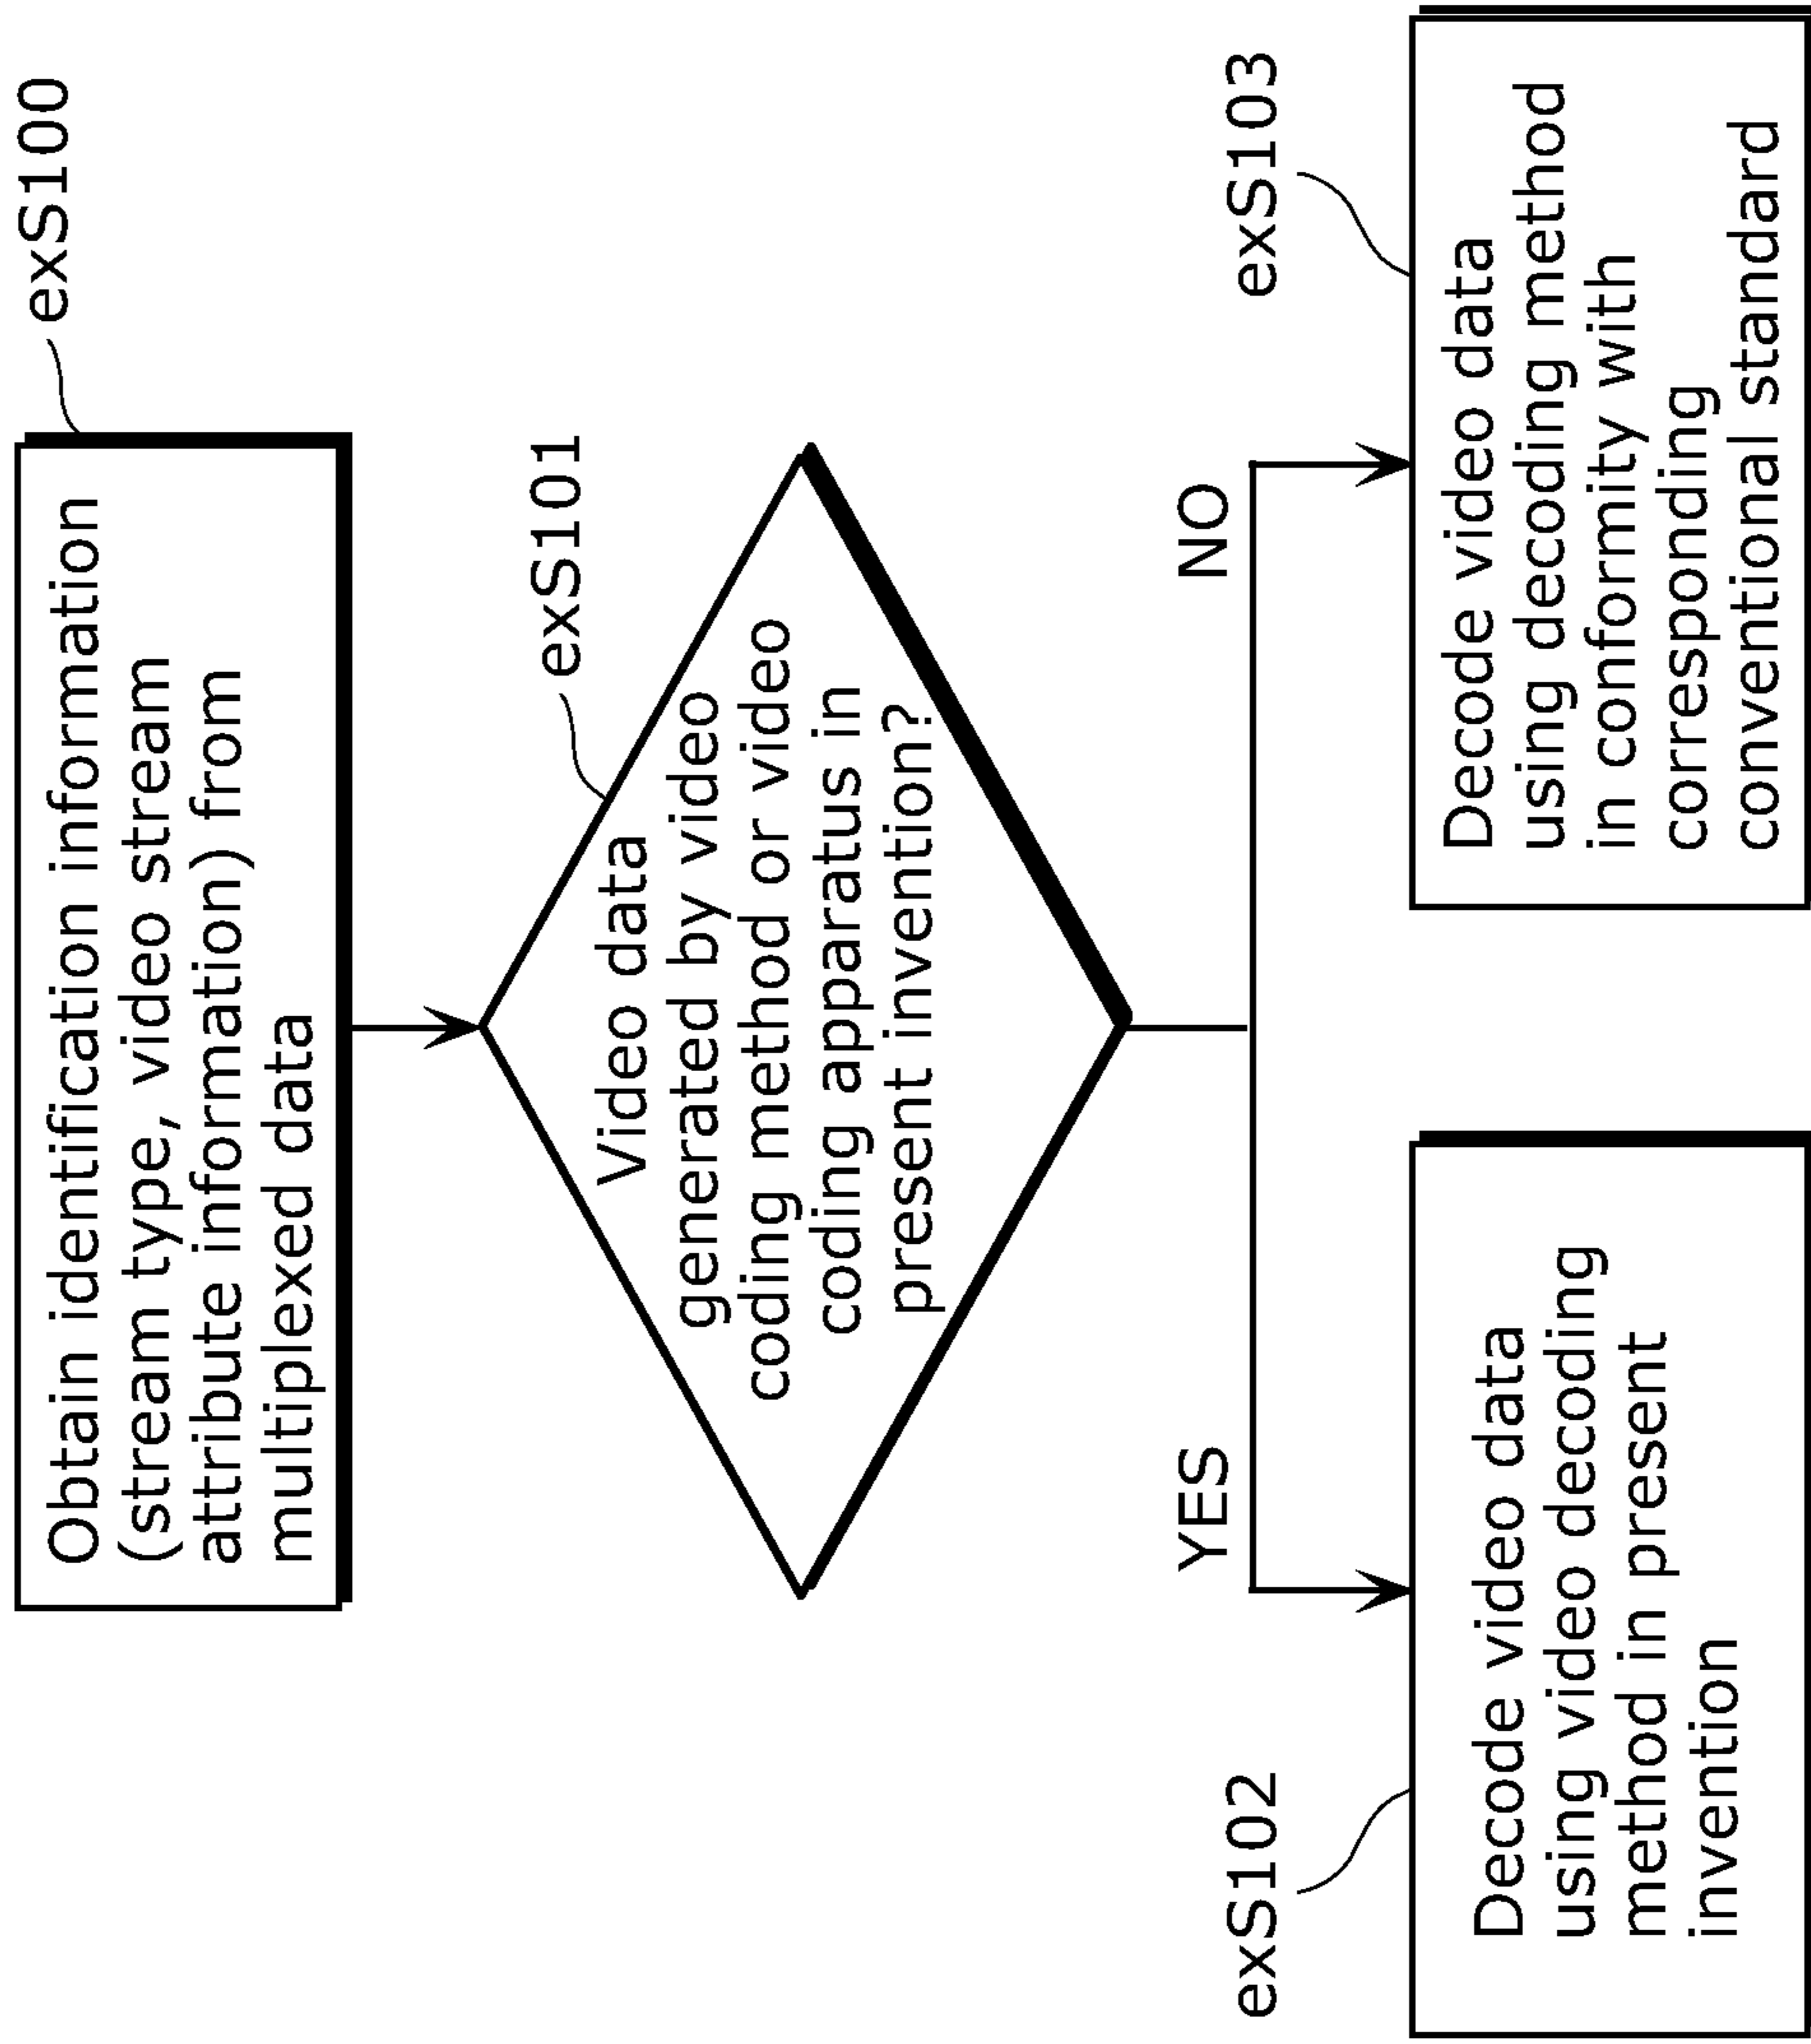 exS100
Obtain identification information
(stream type, video stream
attribute information) from
multiplexed data
exS101
Video data
generated by video
coding method or video
coding apparatus in
present invention?
YES
NO
exS102
Decode video data
using video decoding
method in present
invention
exS103
Decode video data
using decoding method
in conformity with
corresponding
conventional standard